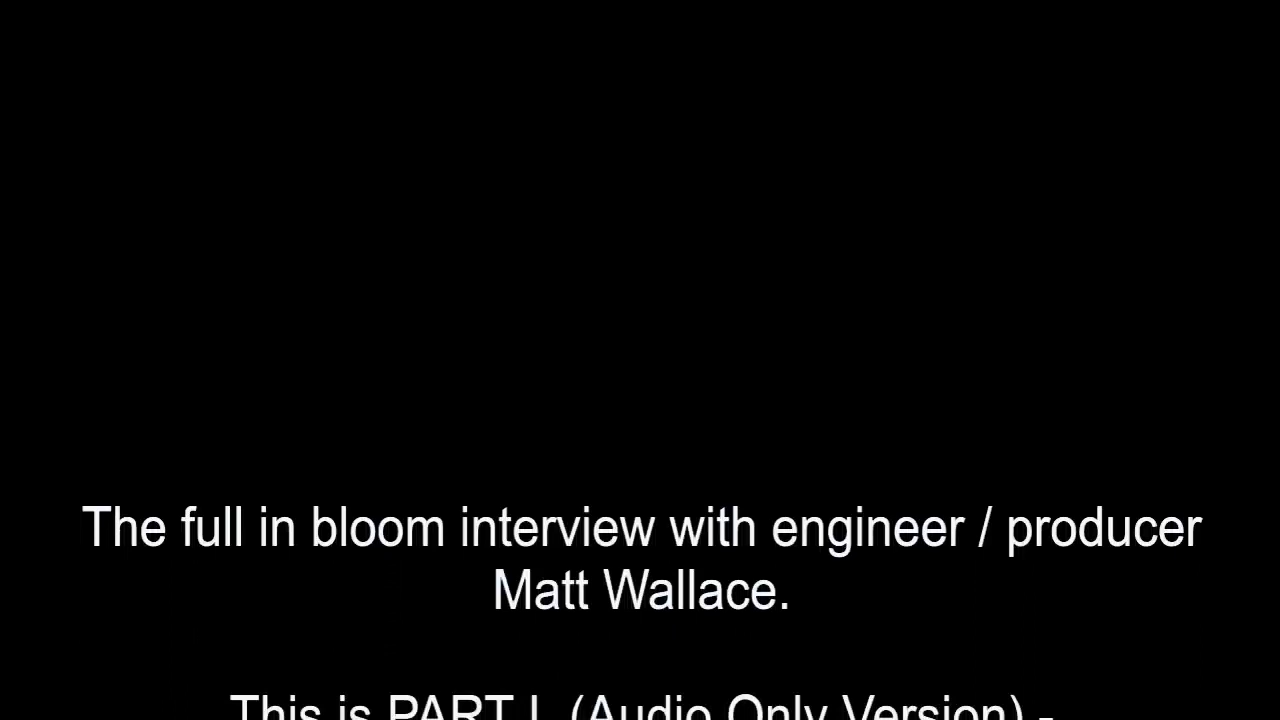 The full in bloom interview with engineer / producer
Matt Wallace.
This is PART I. (Audio Only Version) -